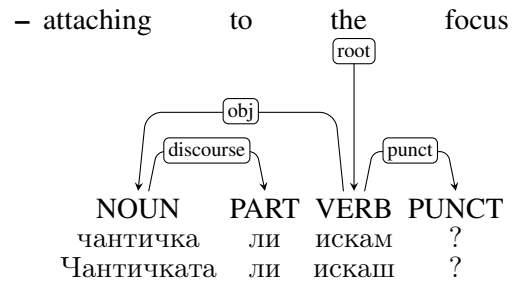 – attaching to the focus
root
obj
discourse punct
NOUN PART VERB PUNCT
чантичка ли искам ?
Чантичката ли искаш ?